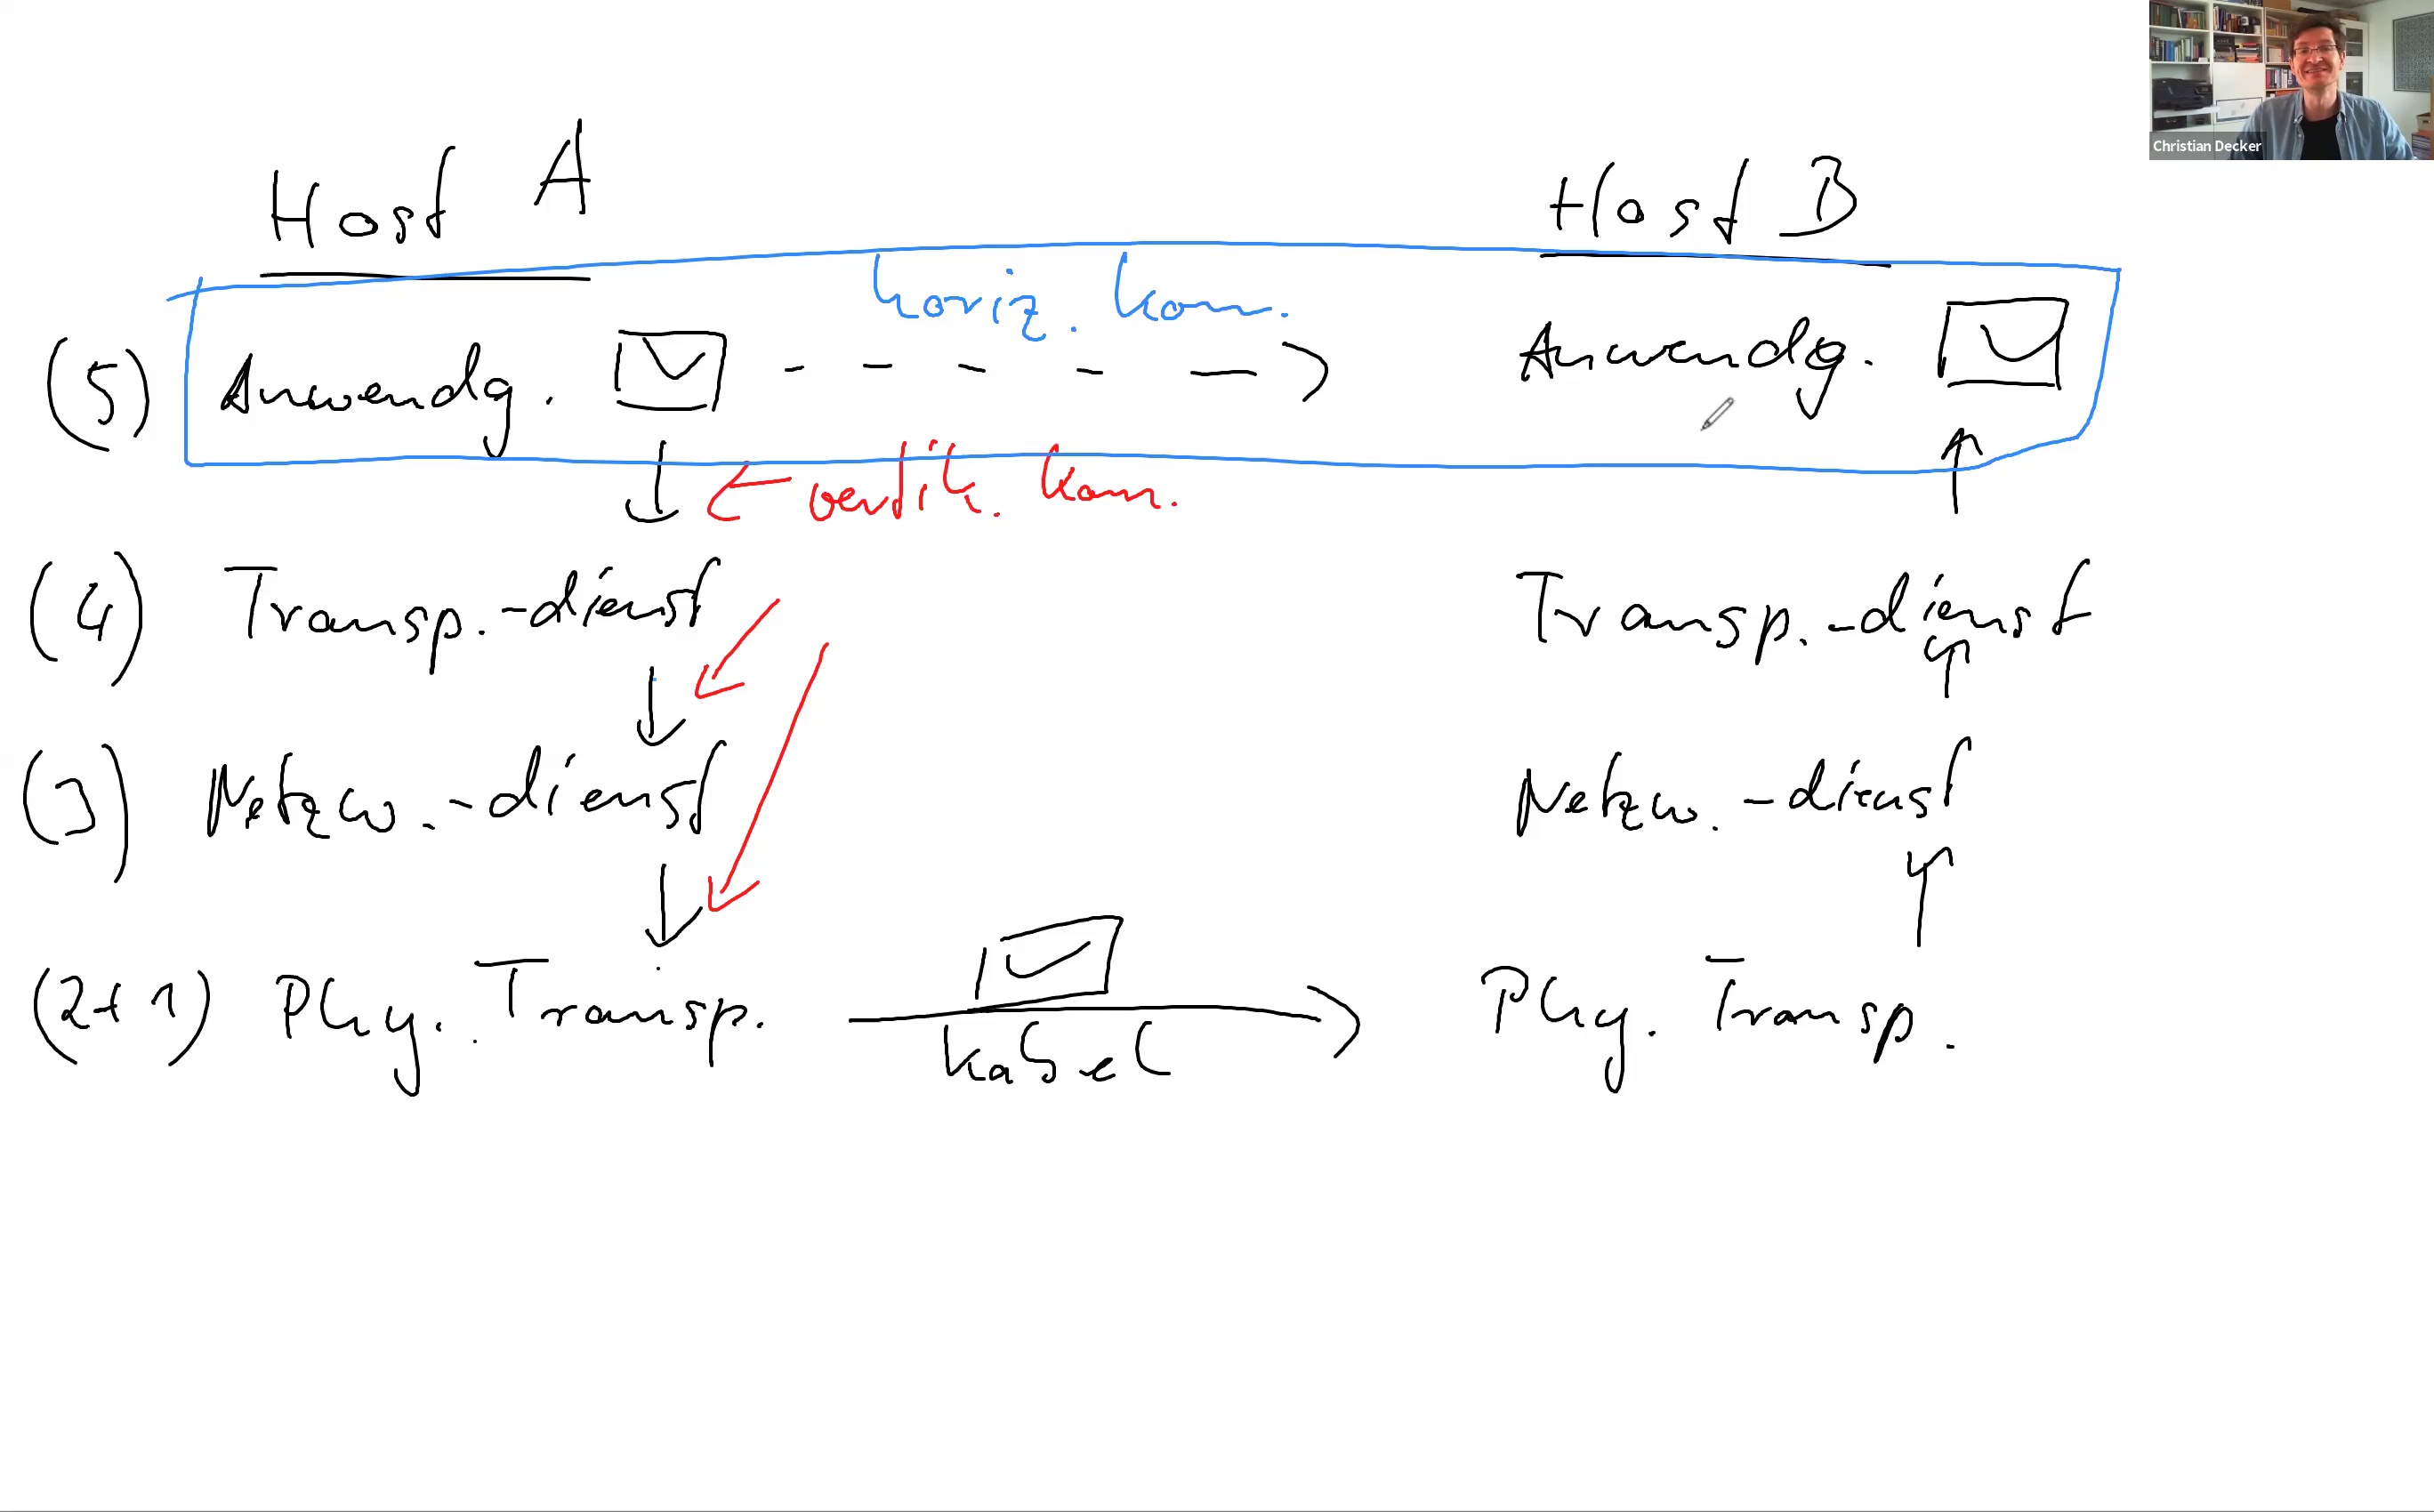 Christian Decker
Host A
Host B
horiz. kom.
(5) Anwendg.
Anwendg.
vertik. kom.
(4) Transp.-dienst
Transp.-dienst
(3) Netzw.-dienst
Netzw.-dienst
(2+1) Phy. Transp.
Kabel
Phy. Transp.